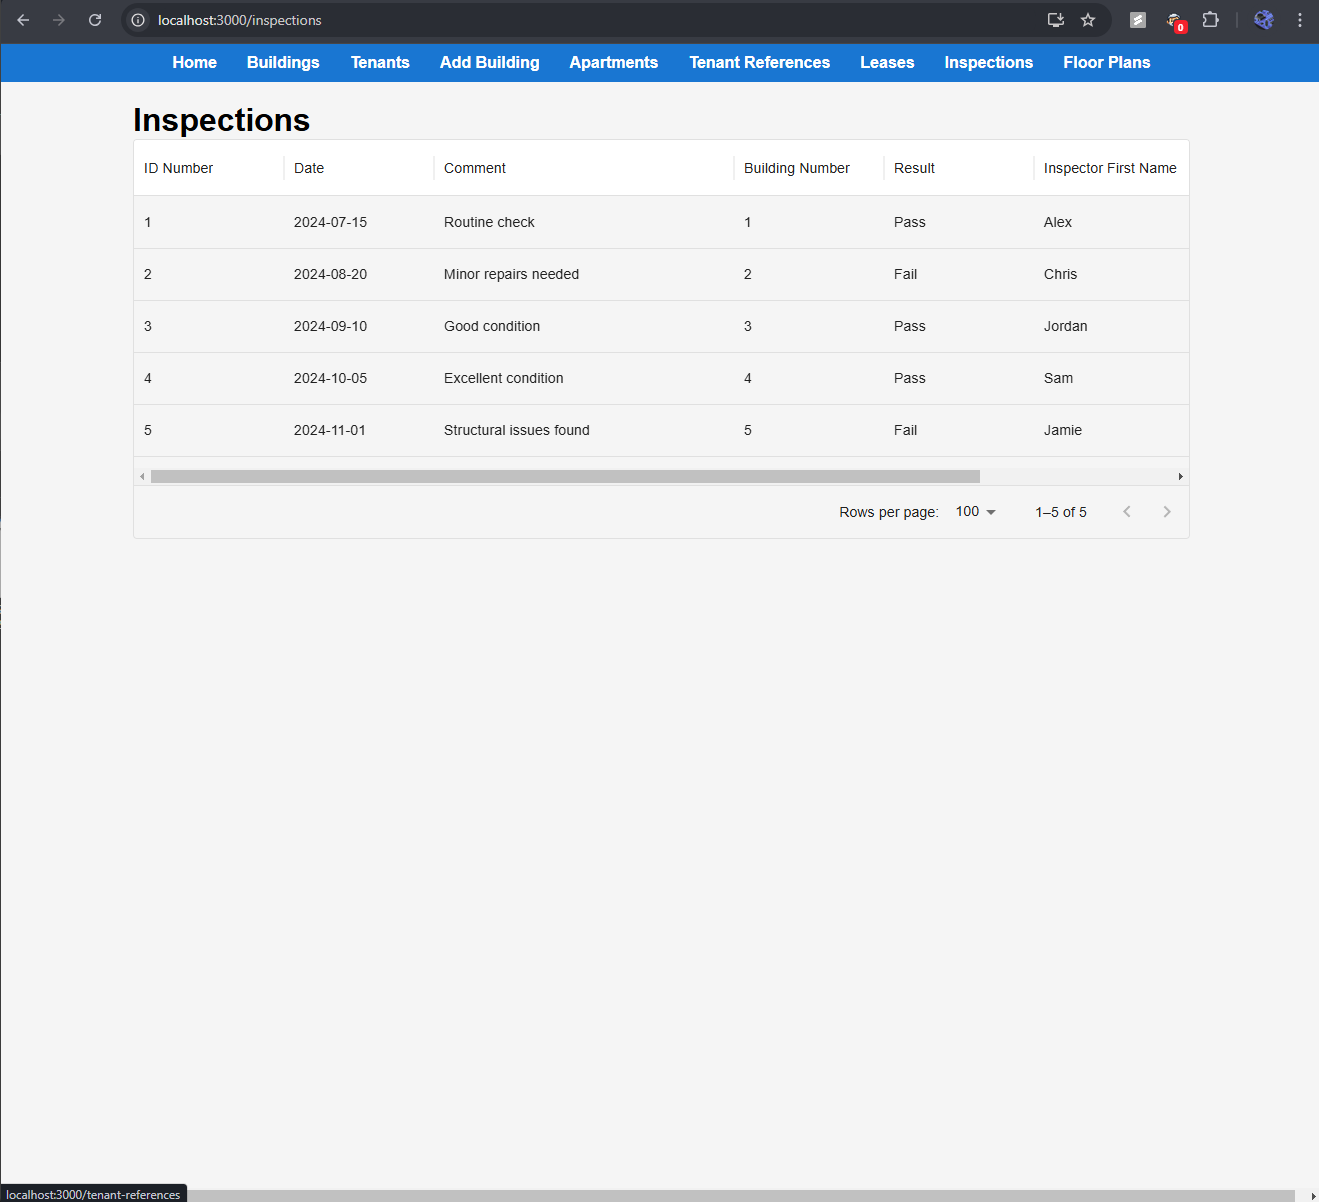 localhost:3000/inspections
0
Home Buildings Tenants Add Building Apartments Tenant References Leases Inspections Floor Plans
Inspections
ID Number Date Comment Building Number Result Inspector First Name
1 2024-07-15 Routine check 1 Pass Alex
2 2024-08-20 Minor repairs needed 2 Fail Chris
3 2024-09-10 Good condition 3 Pass Jordan
4 2024-10-05 Excellent condition 4 Pass Sam
5 2024-11-01 Structural issues found 5 Fail Jamie
Rows per page: 100 1–5 of 5
localhost:3000/tenant-references